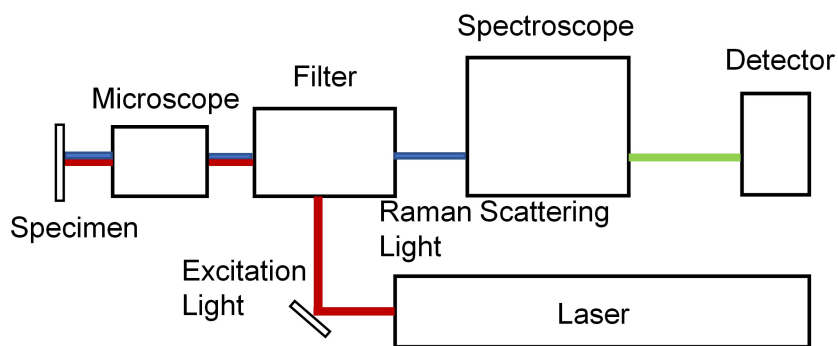 Spectroscope
Detector
Filter
Microscope
Specimen
Raman Scattering
Light
Excitation
Light
Laser